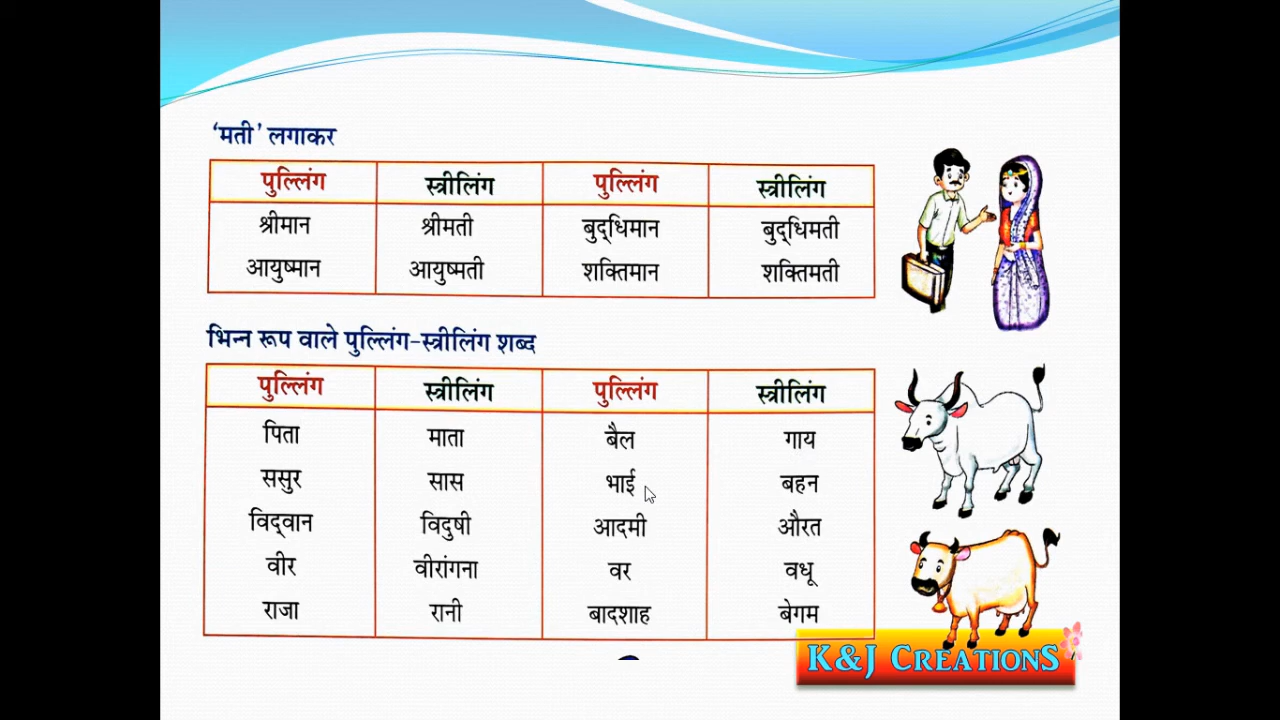 ‘मती’ लगाकर
पुल्लिंग स्त्रीलिंग पुल्लिंग स्त्रीलिंग
श्रीमान श्रीमती बुद्‌धिमान बुद्‌धिमती
आयुष्मान आयुष्मती शक्तिमान शक्तिमती
भिन्न रूप वाले पुल्लिंग-स्त्रीलिंग शब्द
पुल्लिंग स्त्रीलिंग पुल्लिंग स्त्रीलिंग
पिता माता बैल गाय
ससुर सास भाई बहन
विद्‌वान विदुषी आदमी औरत
वीर वीरांगना वर वधू
राजा रानी बादशाह बेगम
K&J CREATIONS